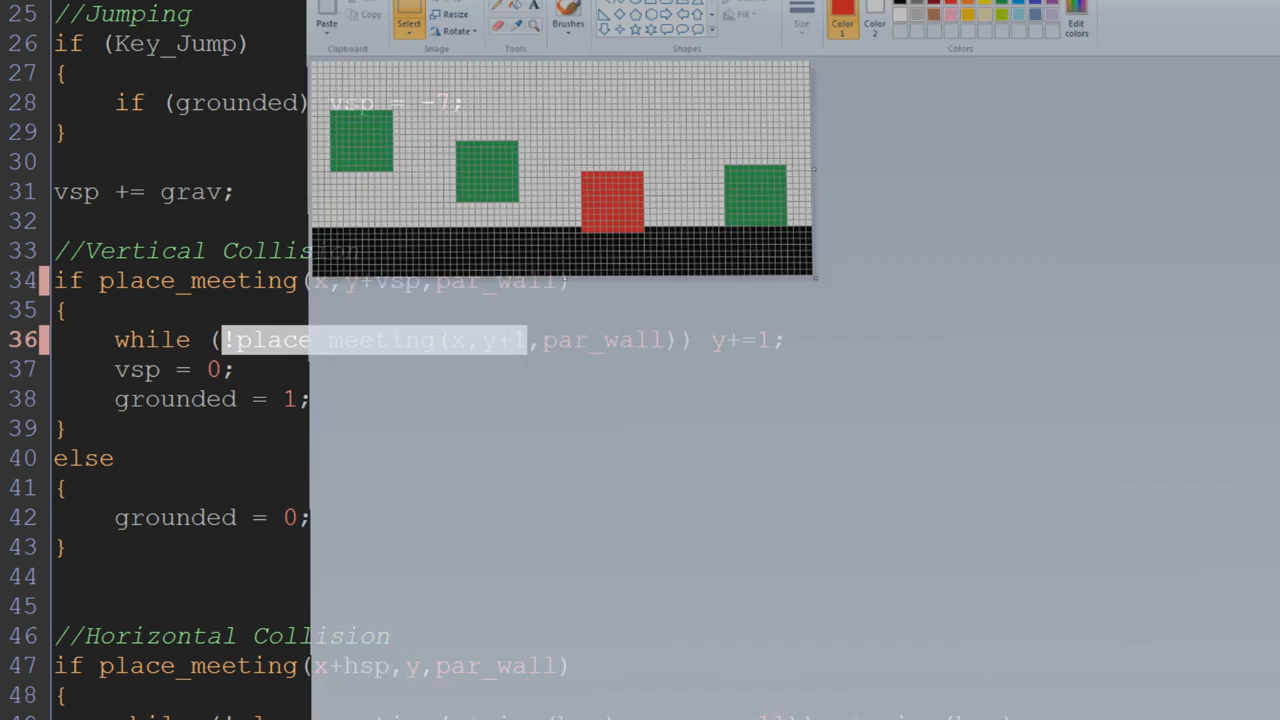 25 //Jumping
26 if (Key_Jump)
27 {
28 if (grounded) vsp = -7;
29 }
30
31 vsp += grav;
32
33 //Vertical Collision
34 if place_meeting(x,y+vsp,par_wall)
35 {
36 while (!place_meeting(x,y+1,par_wall)) y+=1;
37 vsp = 0;
38 grounded = 1;
39 }
40 else
41 {
42 grounded = 0;
43 }
44
45
46 //Horizontal Collision
47 if place_meeting(x+hsp,y,par_wall)
48 {
Paste
Copy
Clipboard
Select
Resize
Rotate
Image
A
Tools
Brushes
Fill
Shapes
Size
Color 1
Color 2
Edit colors
Colors